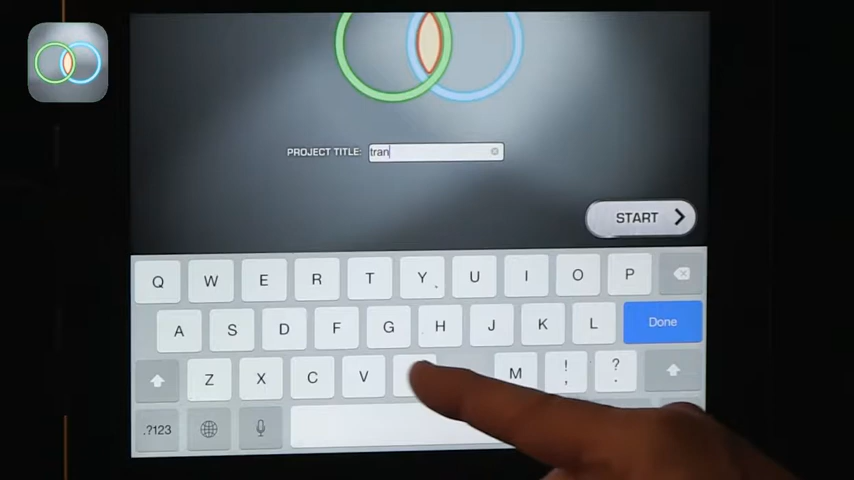 PROJECT TITLE: tran
START
Q W E R T Y U I O P
A S D F G H J K L Done
Z X C V M ! , ? .
.?123